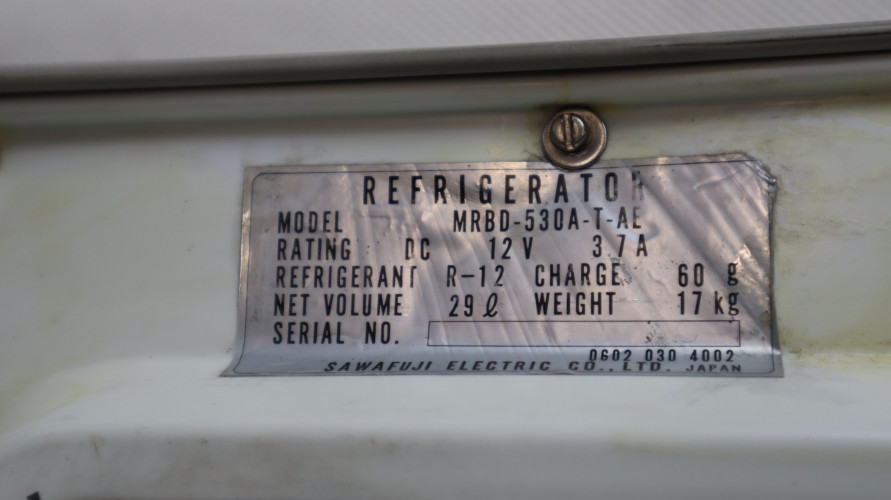 REFRIGERATOR
MODEL MRBD-530A-T-AE
RATING DC 12V 3.7A
REFRIGERANT R-12 CHARGE 60 g
NET VOLUME 29ℓ WEIGHT 17 kg
SERIAL NO.
0602 030 4002
SAWAFUJI ELECTRIC CO., LTD. JAPAN